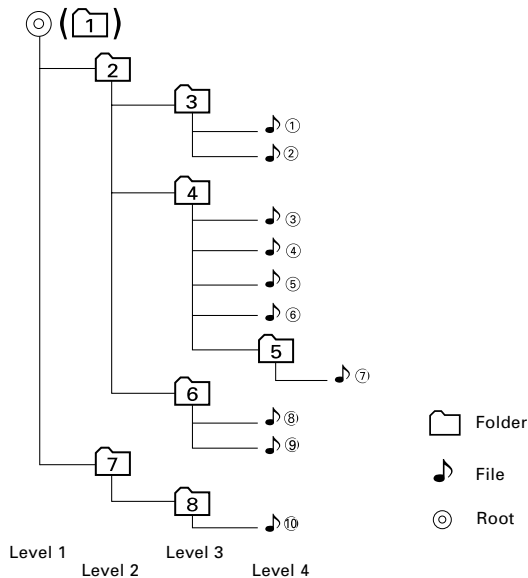 (1)
2
3
①
②
4
③
④
⑤
⑥
5
⑦
6
⑧
⑨
7
8
⑩
Folder
File
Root
Level 1
Level 2
Level 3
Level 4